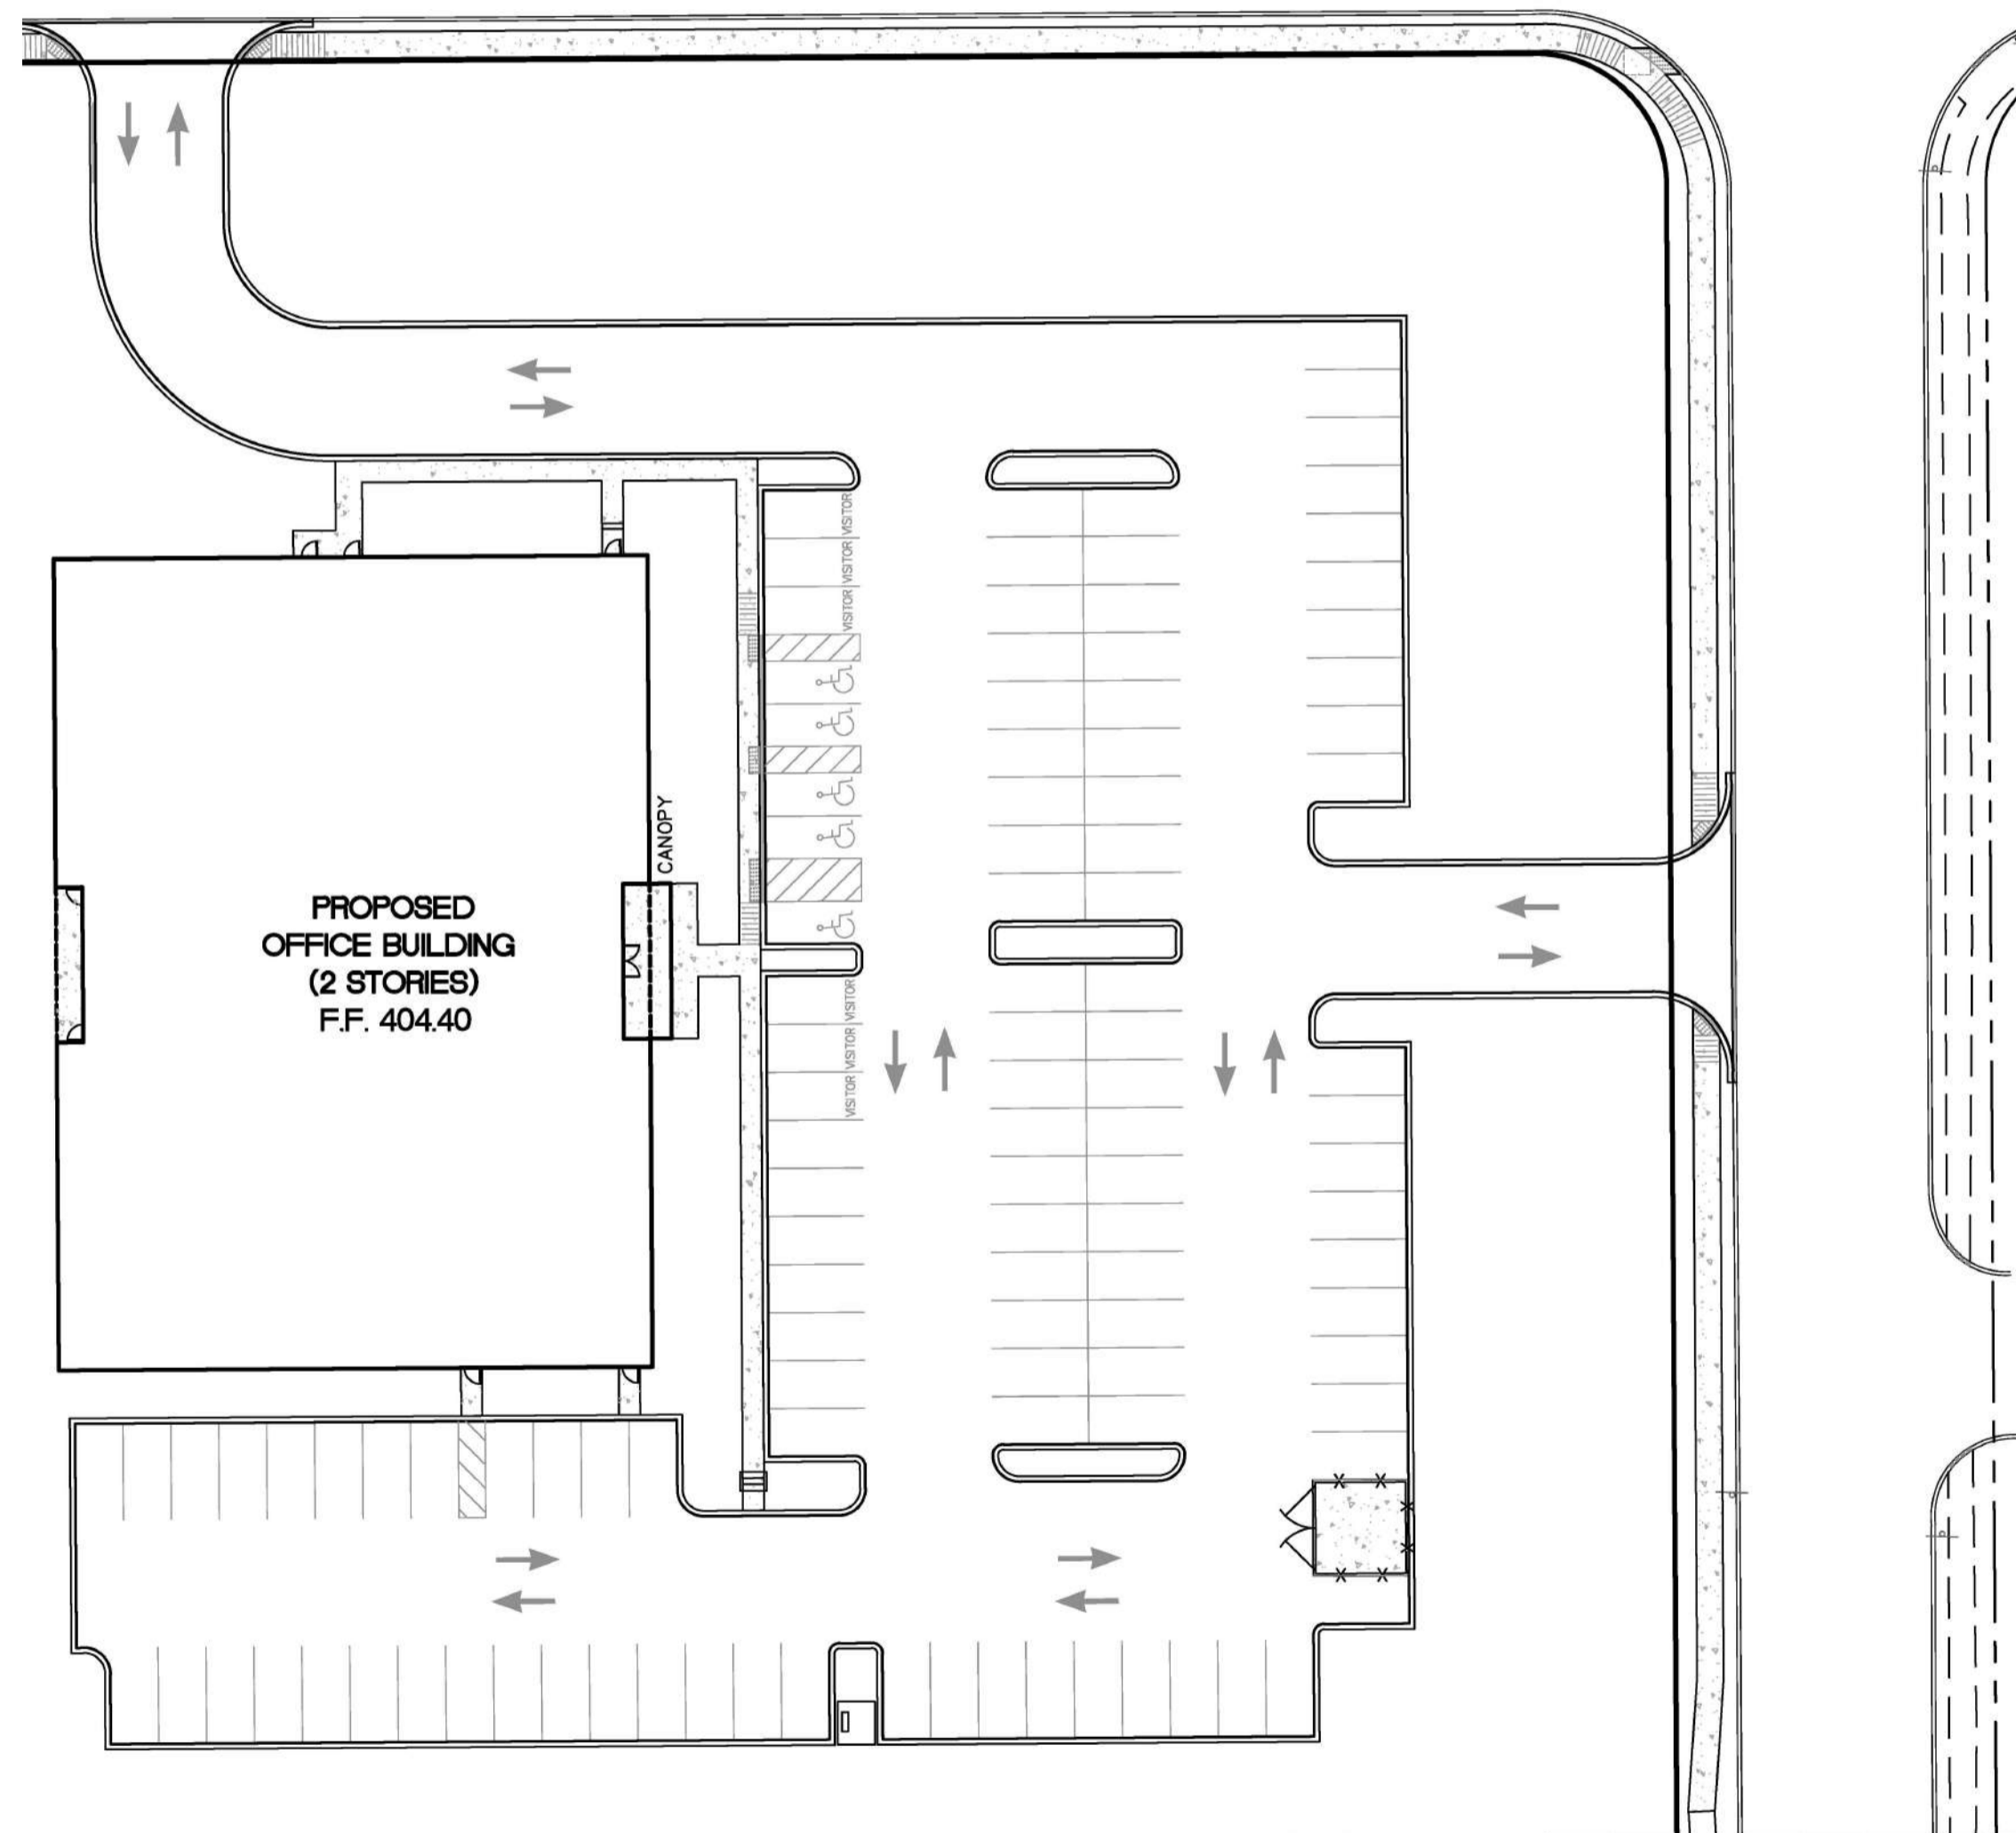 VISITOR
VISITOR
VISITOR
CANOPY
PROPOSED
OFFICE BUILDING
(2 STORIES)
F.F. 404.40
VISITOR
VISITOR
VISITOR